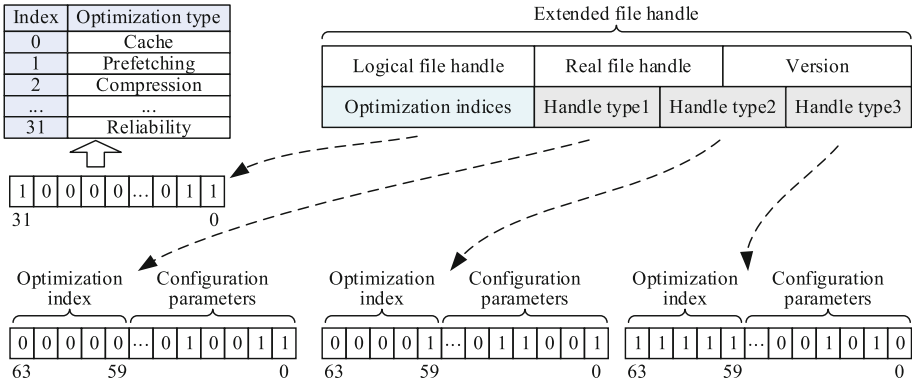 Index Optimization type
0 Cache
1 Prefetching
2 Compression
... ...
31 Reliability
Extended file handle
Logical file handle Real file handle Version
Optimization indices Handle type1 Handle type2 Handle type3
1 0 0 0 0 ... 0 1 1
31 0
Optimization index
Configuration parameters
0 0 0 0 0 ... 0 1 0 0 1 1
63 59 0
Optimization index
Configuration parameters
0 0 0 0 1 ... 0 1 1 0 0 1
63 59 0
Optimization index
Configuration parameters
1 1 1 1 1 ... 0 0 1 0 1 0
63 59 0